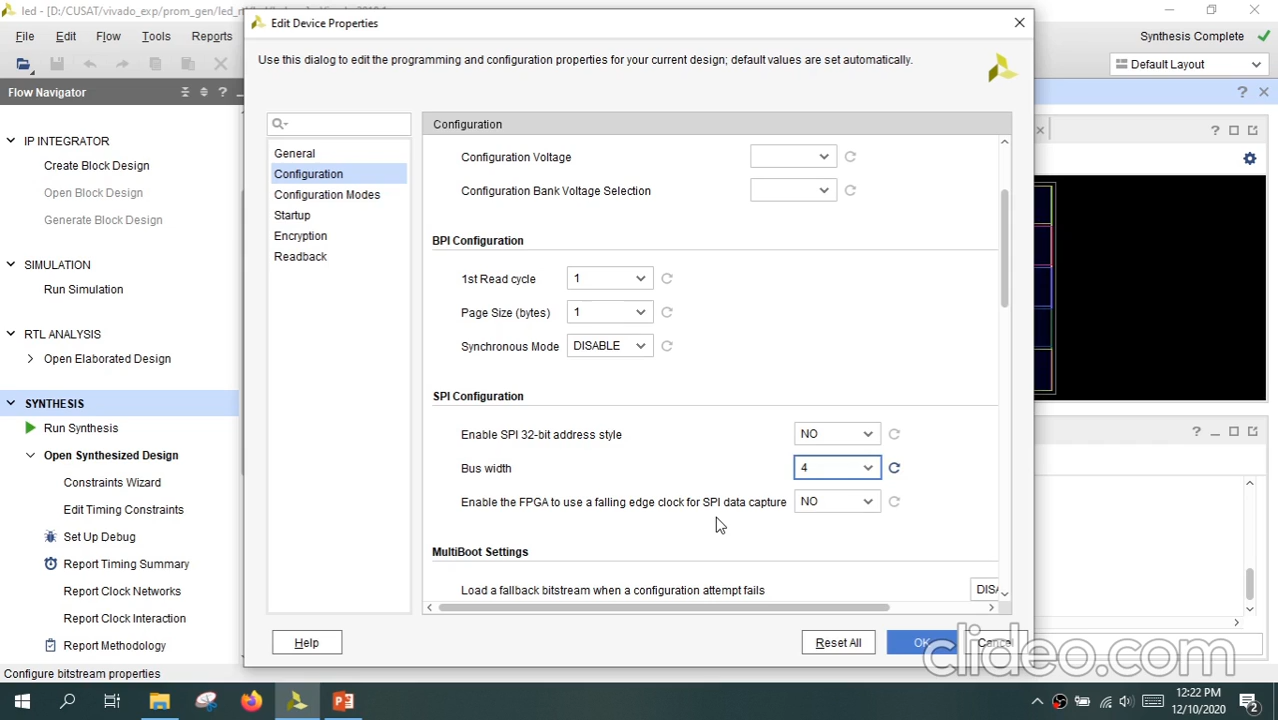 led - [D:/CUSAT/vivado_exp/prom_gen/led_
Edit Device Properties
File Edit Flow Tools Reports
Synthesis Complete
Use this dialog to edit the programming and configuration properties for your current design; default values are set automatically.
Default Layout
Flow Navigator
Configuration
IP INTEGRATOR
Create Block Design
Open Block Design
Generate Block Design
SIMULATION
Run Simulation
RTL ANALYSIS
Open Elaborated Design
SYNTHESIS
Run Synthesis
Open Synthesized Design
Constraints Wizard
Edit Timing Constraints
Set Up Debug
Report Timing Summary
Report Clock Networks
Report Clock Interaction
Report Methodology
General
Configuration
Configuration Modes
Startup
Encryption
Readback
Configuration Voltage
Configuration Bank Voltage Selection
BPI Configuration
1st Read cycle 1
Page Size (bytes) 1
Synchronous Mode DISABLE
SPI Configuration
Enable SPI 32-bit address style NO
Bus width 4
Enable the FPGA to use a falling edge clock for SPI data capture NO
MultiBoot Settings
Load a fallback bitstream when a configuration attempt fails DISA
Help Reset All OK Cancel
clideo.com
Configure bitstream properties
12:22 PM
12/10/2020
2